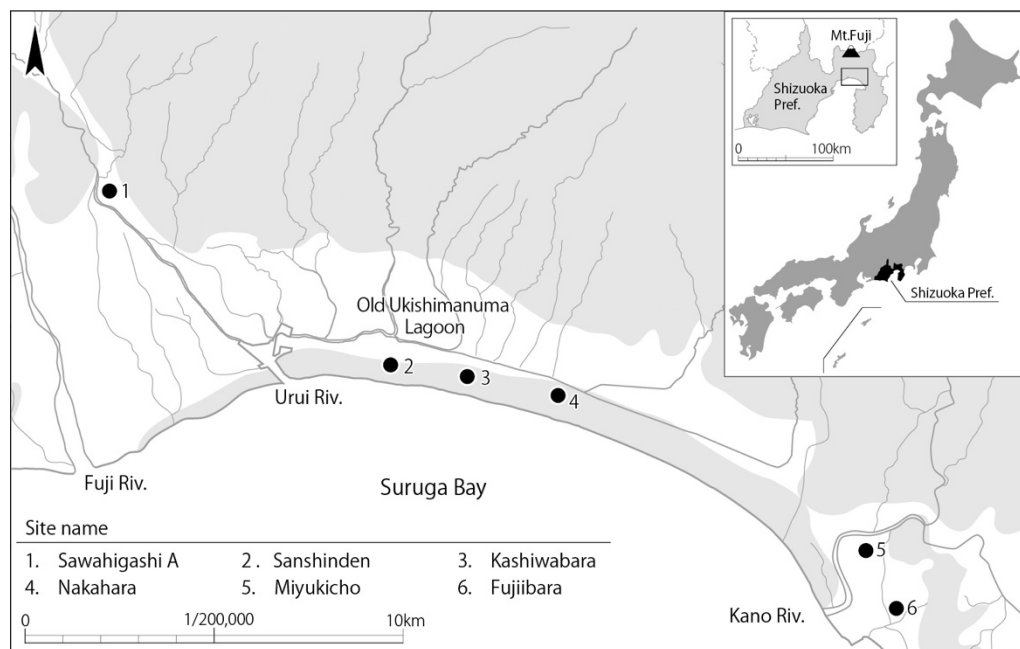 Mt.Fuji
Shizuoka
Pref.
0 100km
Shizuoka Pref.
1
Old Ukishimanuma
Lagoon
2
3
4
Urui Riv.
Fuji Riv.
Suruga Bay
5
6
Kano Riv.
Site name
1. Sawahigashi A 2. Sanshinden 3. Kashiwabara
4. Nakahara 5. Miyukicho 6. Fujiibara
0 1/200,000 10km